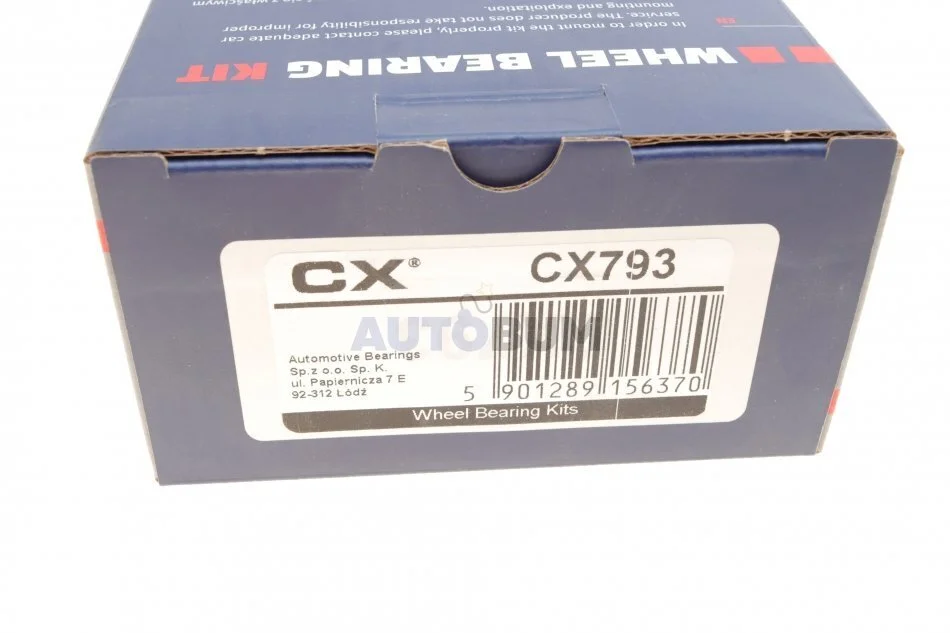 WHEEL BEARING KIT
EN
In order to mount the kit properly, please contact adequate car
service. The producer does not take responsibility for improper
mounting and exploitation.
z właściwym
CX®
CX793
AUTOBUM
Automotive Bearings
Sp.z o.o. Sp. K.
ul. Papiernicza 7 E
92-312 Łódź
5 901289 156370
Wheel Bearing Kits